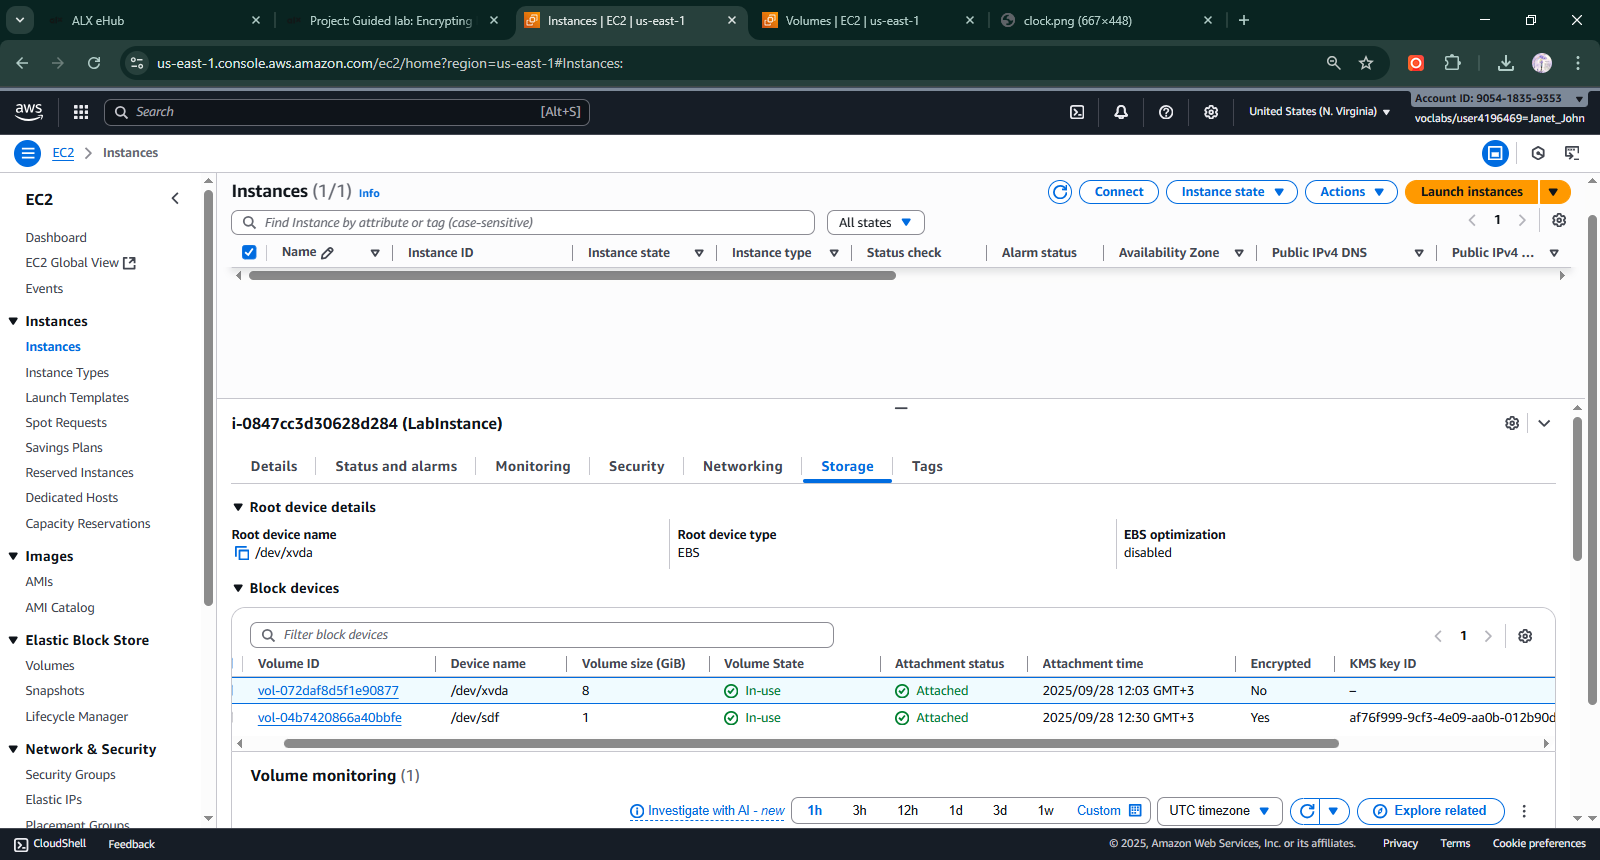 ALX eHub
Project: Guided lab: Encrypting
Instances | EC2 | us-east-1
Volumes | EC2 | us-east-1
clock.png (667×448)
us-east-1.console.aws.amazon.com/ec2/home?region=us-east-1#Instances:
aws
Search [Alt+S]
United States (N. Virginia)
Account ID: 9054-1835-9353
voclabs/user4196469=Janet_John
EC2 Instances
EC2
Dashboard
EC2 Global View
Events
Instances
Instances
Instance Types
Launch Templates
Spot Requests
Savings Plans
Reserved Instances
Dedicated Hosts
Capacity Reservations
Images
AMIs
AMI Catalog
Elastic Block Store
Volumes
Snapshots
Lifecycle Manager
Network & Security
Security Groups
Elastic IPs
Placement Groups
Instances (1/1) Info
Connect Instance state Actions Launch instances
Find Instance by attribute or tag (case-sensitive) All states 1
Name Instance ID Instance state Instance type Status check Alarm status Availability Zone Public IPv4 DNS Public IPv4 ...
i-0847cc3d30628d284 (LabInstance)
Details Status and alarms Monitoring Security Networking Storage Tags
Root device details
Root device name Root device type EBS optimization
/dev/xvda EBS disabled
Block devices
Filter block devices 1
Volume ID Device name Volume size (GiB) Volume State Attachment status Attachment time Encrypted KMS key ID
vol-072daf8d5f1e90877 /dev/xvda 8 In-use Attached 2025/09/28 12:03 GMT+3 No –
vol-04b7420866a40bbfe /dev/sdf 1 In-use Attached 2025/09/28 12:30 GMT+3 Yes af76f999-9cf3-4e09-aa0b-012b90d
Volume monitoring (1)
Investigate with AI - new 1h 3h 12h 1d 3d 1w Custom UTC timezone Explore related
CloudShell Feedback © 2025, Amazon Web Services, Inc. or its affiliates. Privacy Terms Cookie preferences